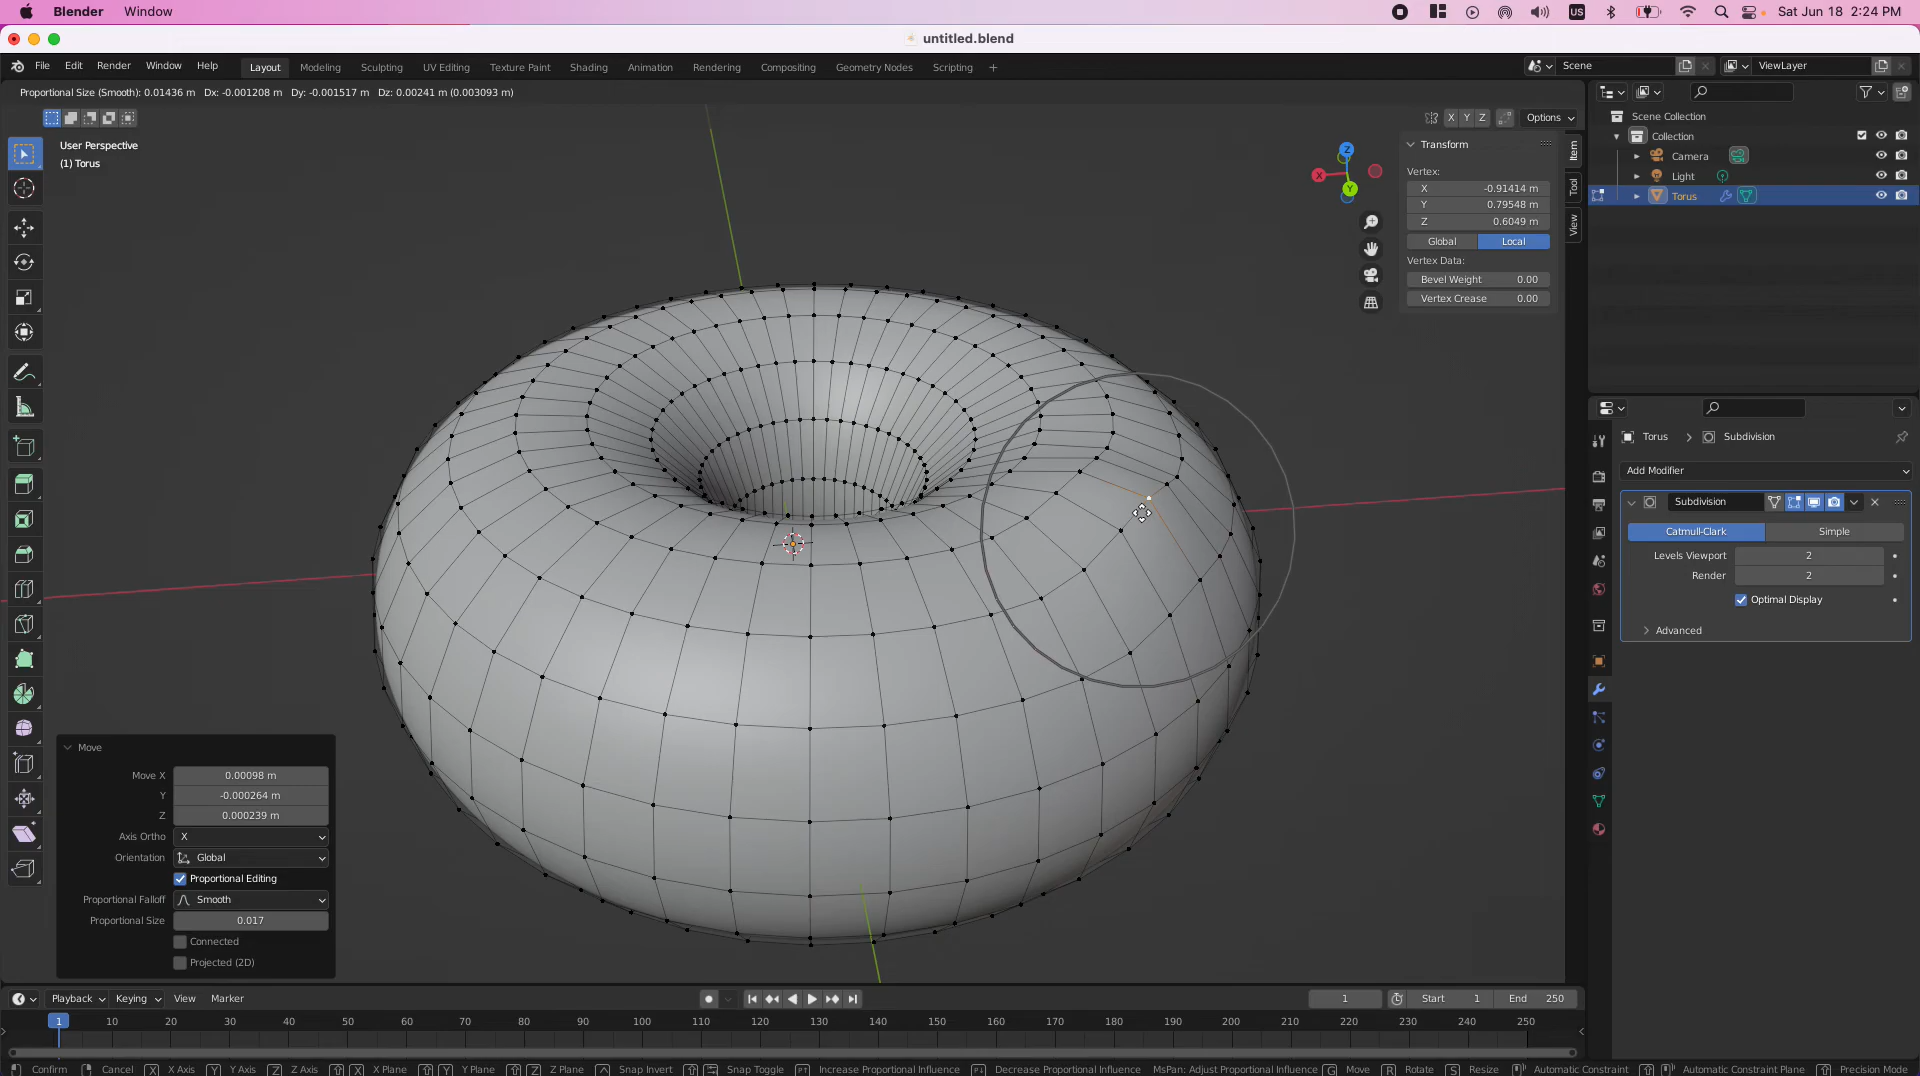 Blender Window
US Sat Jun 18 2:24 PM
untitled.blend
File Edit Render Window Help Layout Modeling Sculpting UV Editing Texture Paint Shading Animation Rendering Compositing Geometry Nodes Scripting + Scene ViewLayer
Proportional Size (Smooth): 0.01436 m Dx: -0.001208 m Dy: -0.001517 m Dz: 0.00241 m (0.003093 m)
X Y Z Options
User Perspective
(1) Torus
Z
X
Y
Transform
Vertex:
X -0.91414 m
Y 0.79548 m
Z 0.6049 m
Global Local
Vertex Data:
Bevel Weight 0.00
Vertex Crease 0.00
Item
Tool
View
Scene Collection
Collection
Camera
Light
Torus
Torus > Subdivision
Add Modifier
Subdivision
Catmull-Clark Simple
Levels Viewport 2
Render 2
Optimal Display
Advanced
Move
Move X 0.00098 m
Y -0.000264 m
Z 0.000239 m
Axis Ortho X
Orientation Global
Proportional Editing
Proportional Falloff Smooth
Proportional Size 0.017
Connected
Projected (2D)
Playback Keying View Marker 1 Start 1 End 250
1 10 20 30 40 50 60 70 80 90 100 110 120 130 140 150 160 170 180 190 200 210 220 230 240 250
Confirm Cancel X X Axis Y Y Axis Z Z Axis X X Plane Y Y Plane Z Z Plane Snap Invert Snap Toggle Increase Proportional Influence Decrease Proportional Influence MsPan: Adjust Proportional Influence G Move R Rotate S Resize Automatic Constraint Automatic Constraint Plane Precision Mode